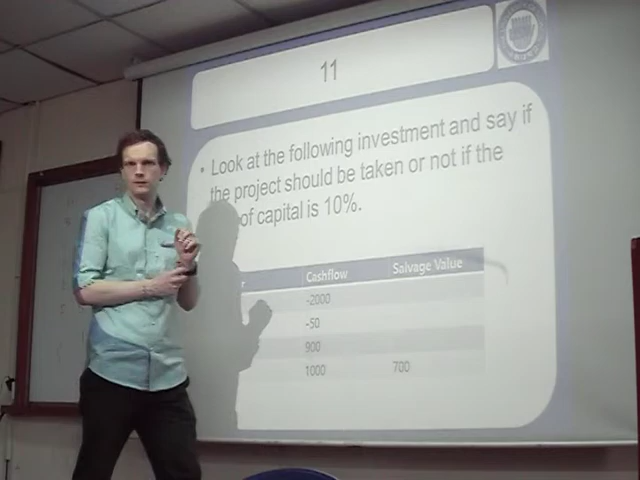 11
• Look at the following investment and say if
the project should be taken or not if the
of capital is 10%.
r Cashflow Salvage Value
-2000
-50
900
1000 700